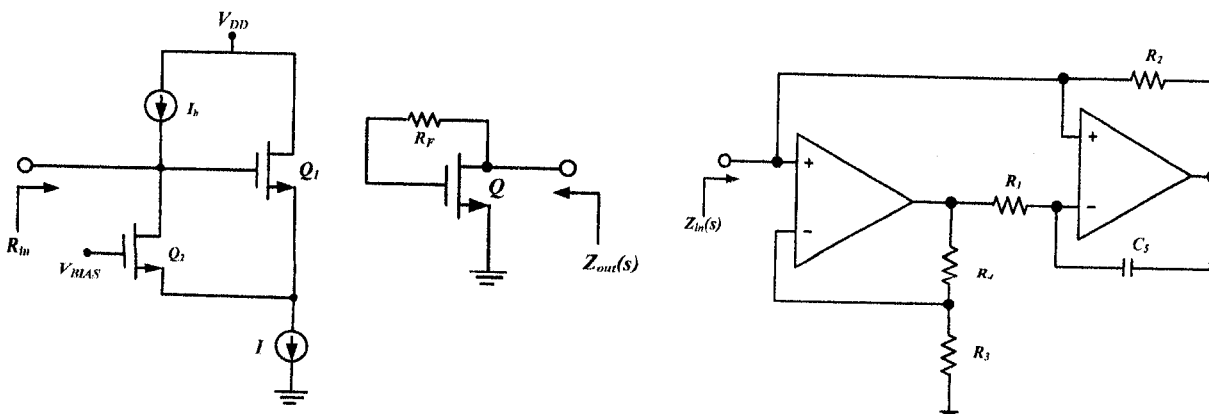 V_DD
I_b
Q_1
R_in
Q_2
V_BIAS
I
R_F
Q
Z_out(s)
R_2
+
+
R_1
Z_in(s)
-
-
C_5
R_3